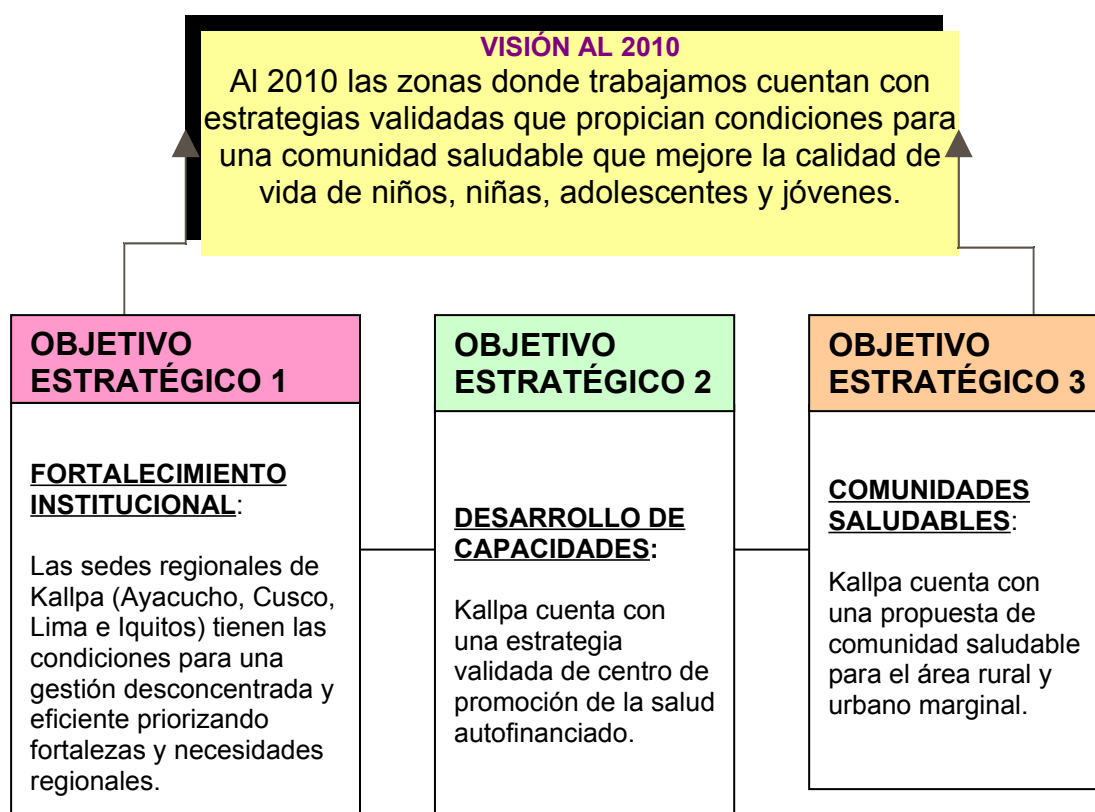 VISIÓN AL 2010
Al 2010 las zonas donde trabajamos cuentan con
estrategias validadas que propician condiciones para
una comunidad saludable que mejore la calidad de
vida de niños, niñas, adolescentes y jóvenes.
OBJETIVO
ESTRATÉGICO 1
FORTALECIMIENTO
INSTITUCIONAL:
Las sedes regionales de
Kallpa (Ayacucho, Cusco,
Lima e Iquitos) tienen las
condiciones para una
gestión desconcentrada y
eficiente priorizando
fortalezas y necesidades
regionales.
OBJETIVO
ESTRATÉGICO 2
DESARROLLO DE
CAPACIDADES:
Kallpa cuenta con
una estrategia
validada de centro de
promoción de la salud
autofinanciado.
OBJETIVO
ESTRATÉGICO 3
COMUNIDADES
SALUDABLES:
Kallpa cuenta con
una propuesta de
comunidad saludable
para el área rural y
urbano marginal.